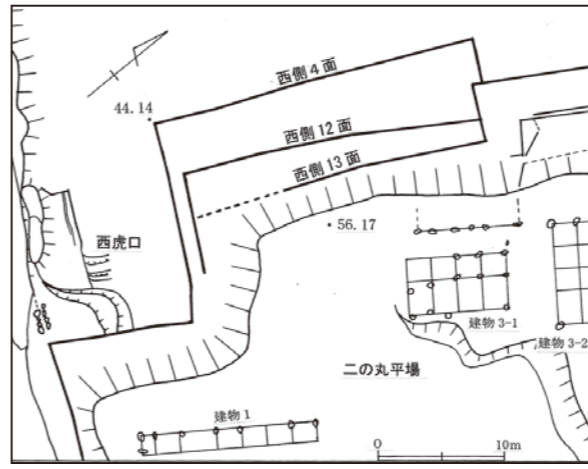 西側4面
44.14
西側12面
西側13面
56.17
西虎口
建物 3-1
建物 3-2
二の丸平場
建物 1
0 10m